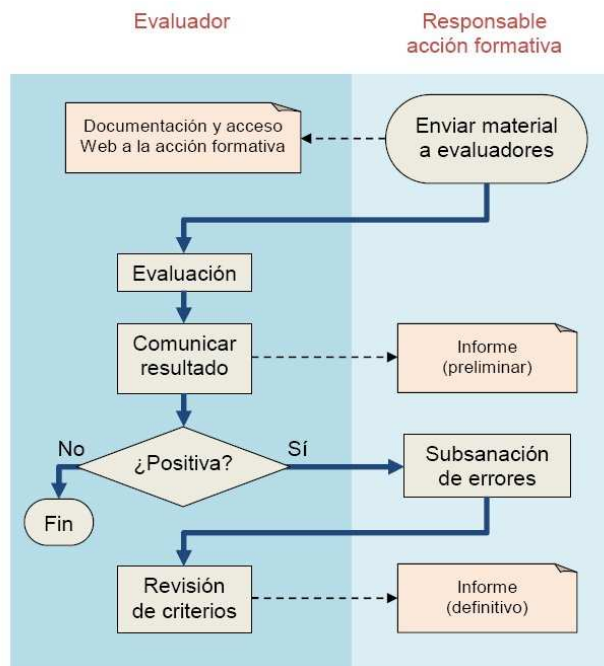 Evaluador
Responsable
acción formativa
Documentación y acceso
Web a la acción formativa
Enviar material
a evaluadores
Evaluación
Comunicar
resultado
Informe
(preliminar)
No
¿Positiva?
Sí
Subsanación
de errores
Fin
Revisión
de criterios
Informe
(definitivo)